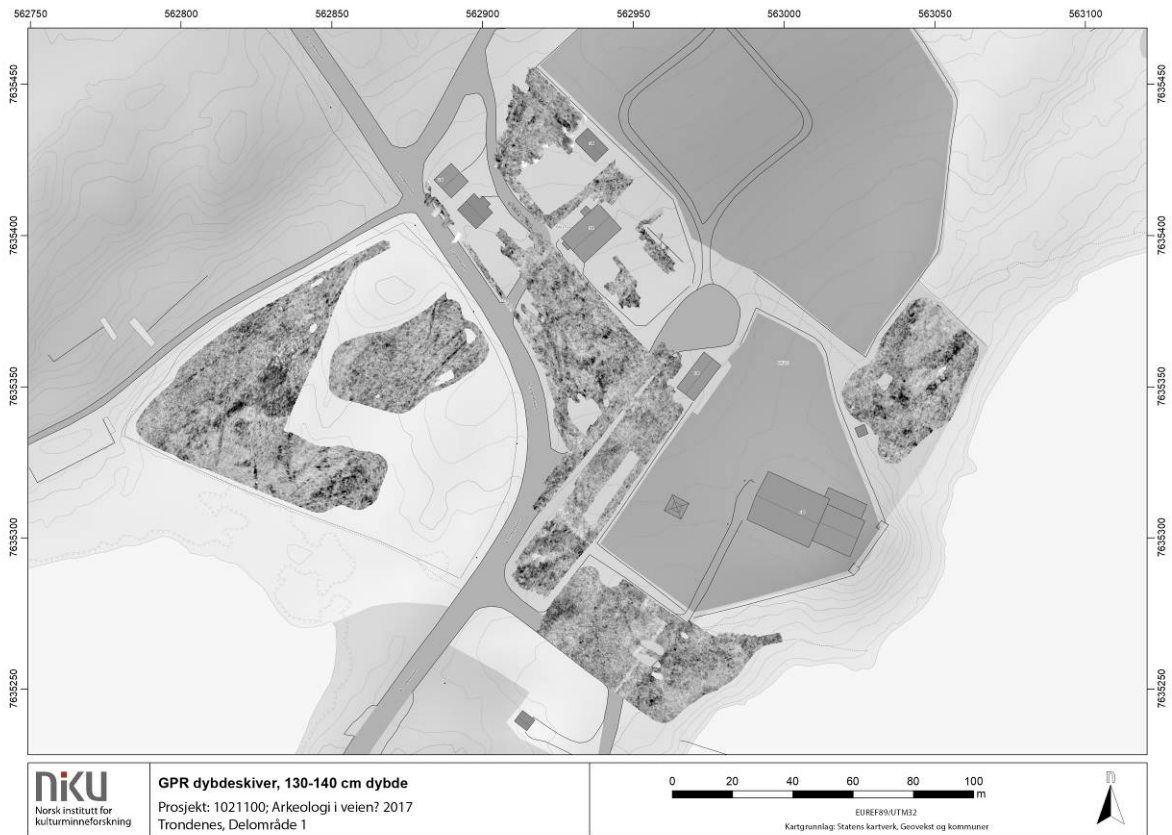 562750 562800 562850 562900 562950 563000 563050 563100
7635450 7635450
7635400 7635400
7635350 7635350
7635300 7635300
7635250 7635250
niku
Norsk institutt for
kulturminneforskning
GPR dybdeskiver, 130-140 cm dybde
Prosjekt: 1021100; Arkeologi i veien? 2017
Trondenes, Delområde 1
0 20 40 60 80 100
m
EUREF89/UTM32
Kartgrunnlag: Statens kartverk, Geovekst og kommuner
n